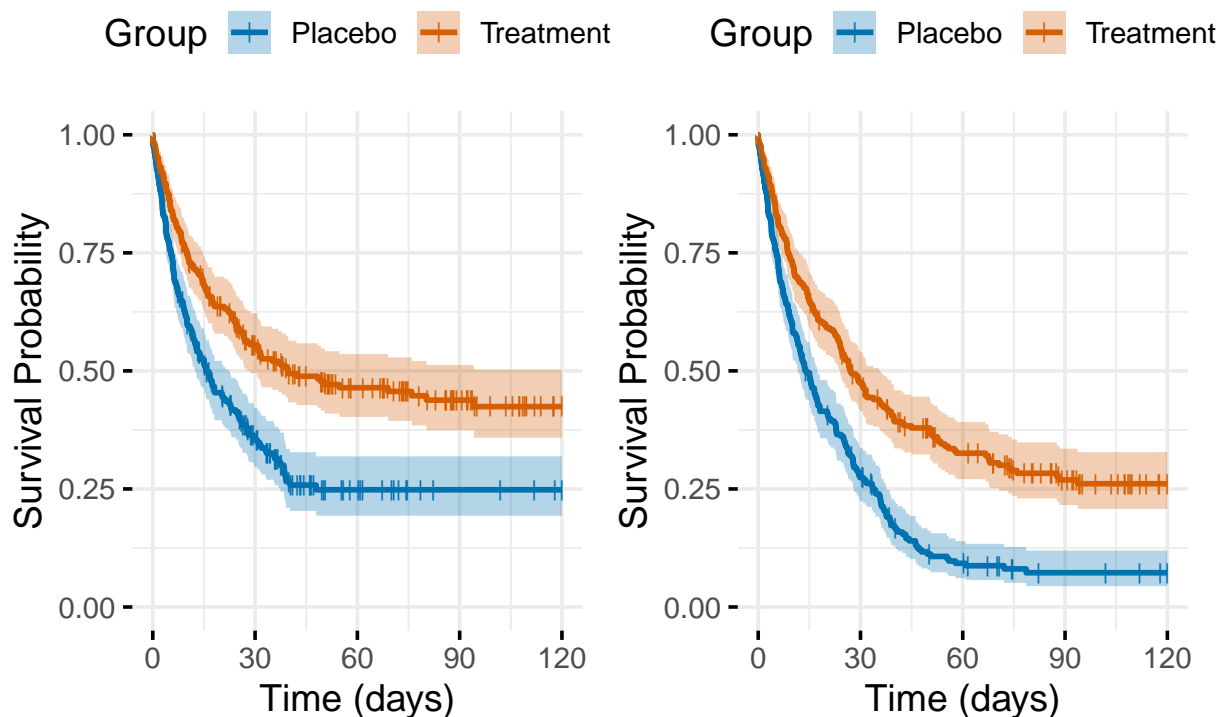 Group Placebo Treatment
Survival Probability
1.00
0.75
0.50
0.25
0.00
0 30 60 90 120
Time (days)
Group Placebo Treatment
Survival Probability
1.00
0.75
0.50
0.25
0.00
0 30 60 90 120
Time (days)